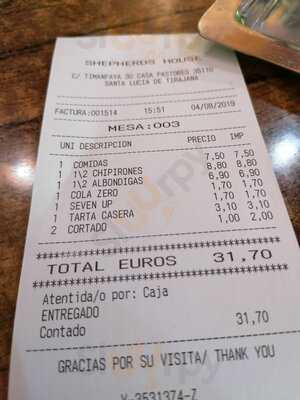 SHEPHERDS HOUSE
C/ TIMANFAYA SU CASA PASTORES 35110
SANTA LUCIA DE TIRAJANA
FACTURA:001514 15:51 04/08/2019
MESA:003
UNI DESCRIPCION PRECIO IMP
1 COMIDAS 7,50 7,50
1 1\2 CHIPIRONES 8,80 8,80
1 1\2 ALBONDIGAS 6,90 6,90
1 COLA ZERO 1,70 1,70
1 SEVEN UP 1,70 1,70
1 TARTA CASERA 3,10 3,10
2 CORTADO 1,00 2,00
TOTAL EUROS 31,70
Atentida/o por: Caja
ENTREGADO
Contado 31,70
GRACIAS POR SU VISITA/ THANK YOU